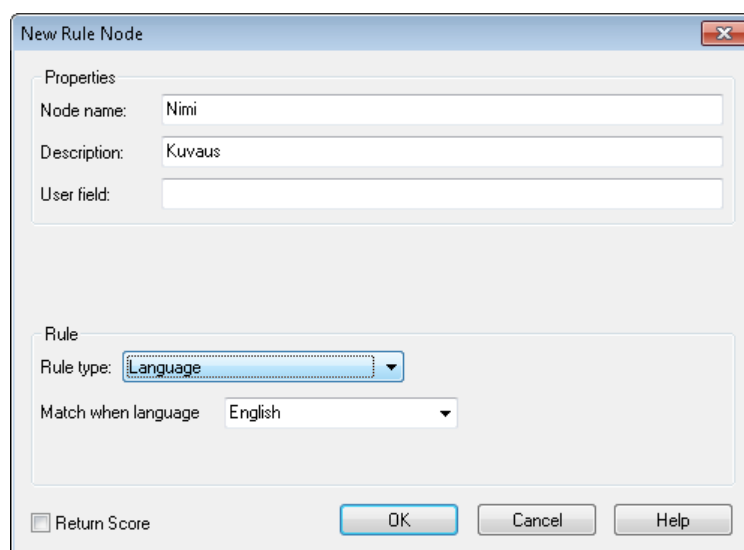 New Rule Node
Properties
Node name: Nimi
Description: Kuvaus
User field:
Rule
Rule type: Language
Match when language English
Return Score OK Cancel Help